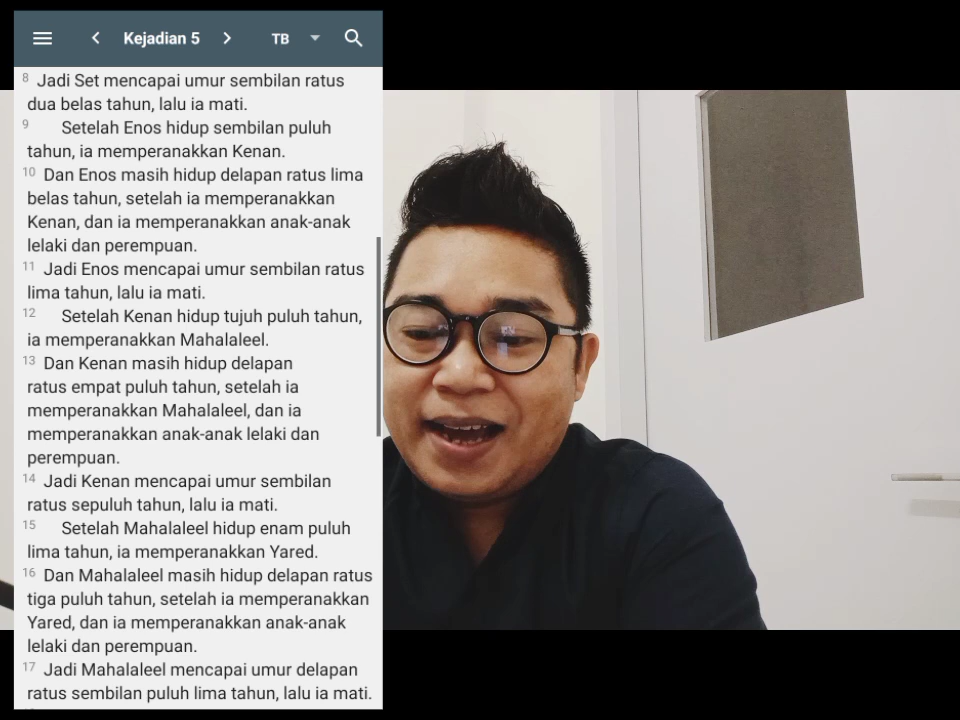 Kejadian 5 TB
8 Jadi Set mencapai umur sembilan ratus
dua belas tahun, lalu ia mati.
9 Setelah Enos hidup sembilan puluh
tahun, ia memperanakkan Kenan.
10 Dan Enos masih hidup delapan ratus lima
belas tahun, setelah ia memperanakkan
Kenan, dan ia memperanakkan anak-anak
lelaki dan perempuan.
11 Jadi Enos mencapai umur sembilan ratus
lima tahun, lalu ia mati.
12 Setelah Kenan hidup tujuh puluh tahun,
ia memperanakkan Mahalaleel.
13 Dan Kenan masih hidup delapan
ratus empat puluh tahun, setelah ia
memperanakkan Mahalaleel, dan ia
memperanakkan anak-anak lelaki dan
perempuan.
14 Jadi Kenan mencapai umur sembilan
ratus sepuluh tahun, lalu ia mati.
15 Setelah Mahalaleel hidup enam puluh
lima tahun, ia memperanakkan Yared.
16 Dan Mahalaleel masih hidup delapan ratus
tiga puluh tahun, setelah ia memperanakkan
Yared, dan ia memperanakkan anak-anak
lelaki dan perempuan.
17 Jadi Mahalaleel mencapai umur delapan
ratus sembilan puluh lima tahun, lalu ia mati.